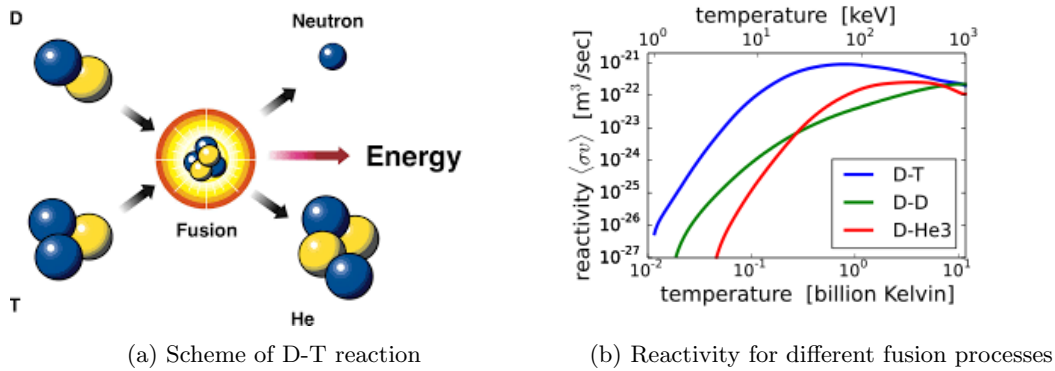 D
Neutron
Energy
Fusion
T
He
(a) Scheme of D-T reaction
temperature [keV]
10^0 10^1 10^2 10^3
reactivity ⟨σv⟩ [m^3/sec]
10^-21
10^-22
10^-23
10^-24
10^-25
10^-26
10^-27
D-T
D-D
D-He3
10^-2 10^-1 10^0 10^1
temperature [billion Kelvin]
(b) Reactivity for different fusion processes